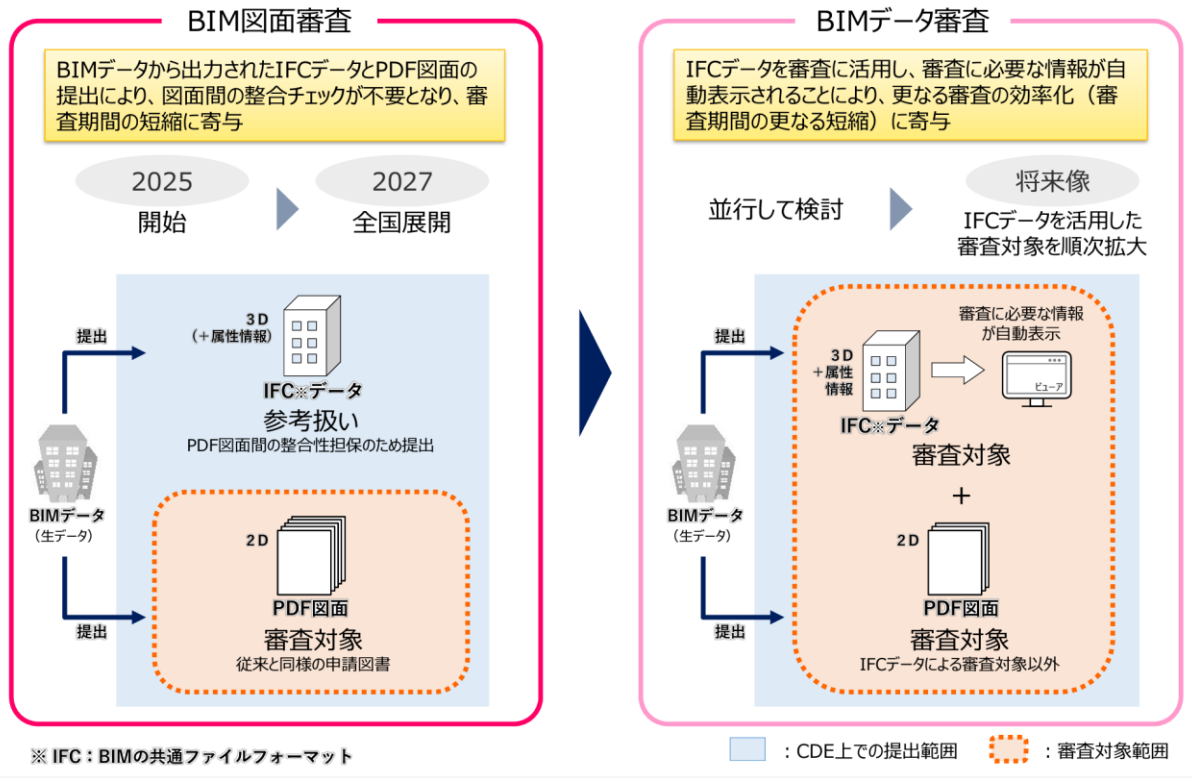 BIM図面審査
BIMデータから出力されたIFCデータとPDF図面の
提出により、図面間の整合チェックが不要となり、審
査期間の短縮に寄与
2025
開始
2027
全国展開
提出
3D
(+属性情報)
IFC※データ
参考扱い
PDF図面間の整合性担保のため提出
BIMデータ
(生データ)
2D
PDF図面
審査対象
従来と同様の申請図書
提出
BIMデータ審査
IFCデータを審査に活用し、審査に必要な情報が自
動表示されることにより、更なる審査の効率化（審
査期間の更なる短縮）に寄与
並行して検討
将来像
IFCデータを活用した
審査対象を順次拡大
提出
審査に必要な情報
が自動表示
3D
+属性
情報
ビューア
IFC※データ
審査対象
+
BIMデータ
(生データ)
2D
PDF図面
審査対象
IFCデータによる審査対象以外
提出
※ IFC：BIMの共通ファイルフォーマット
：CDE上での提出範囲
：審査対象範囲